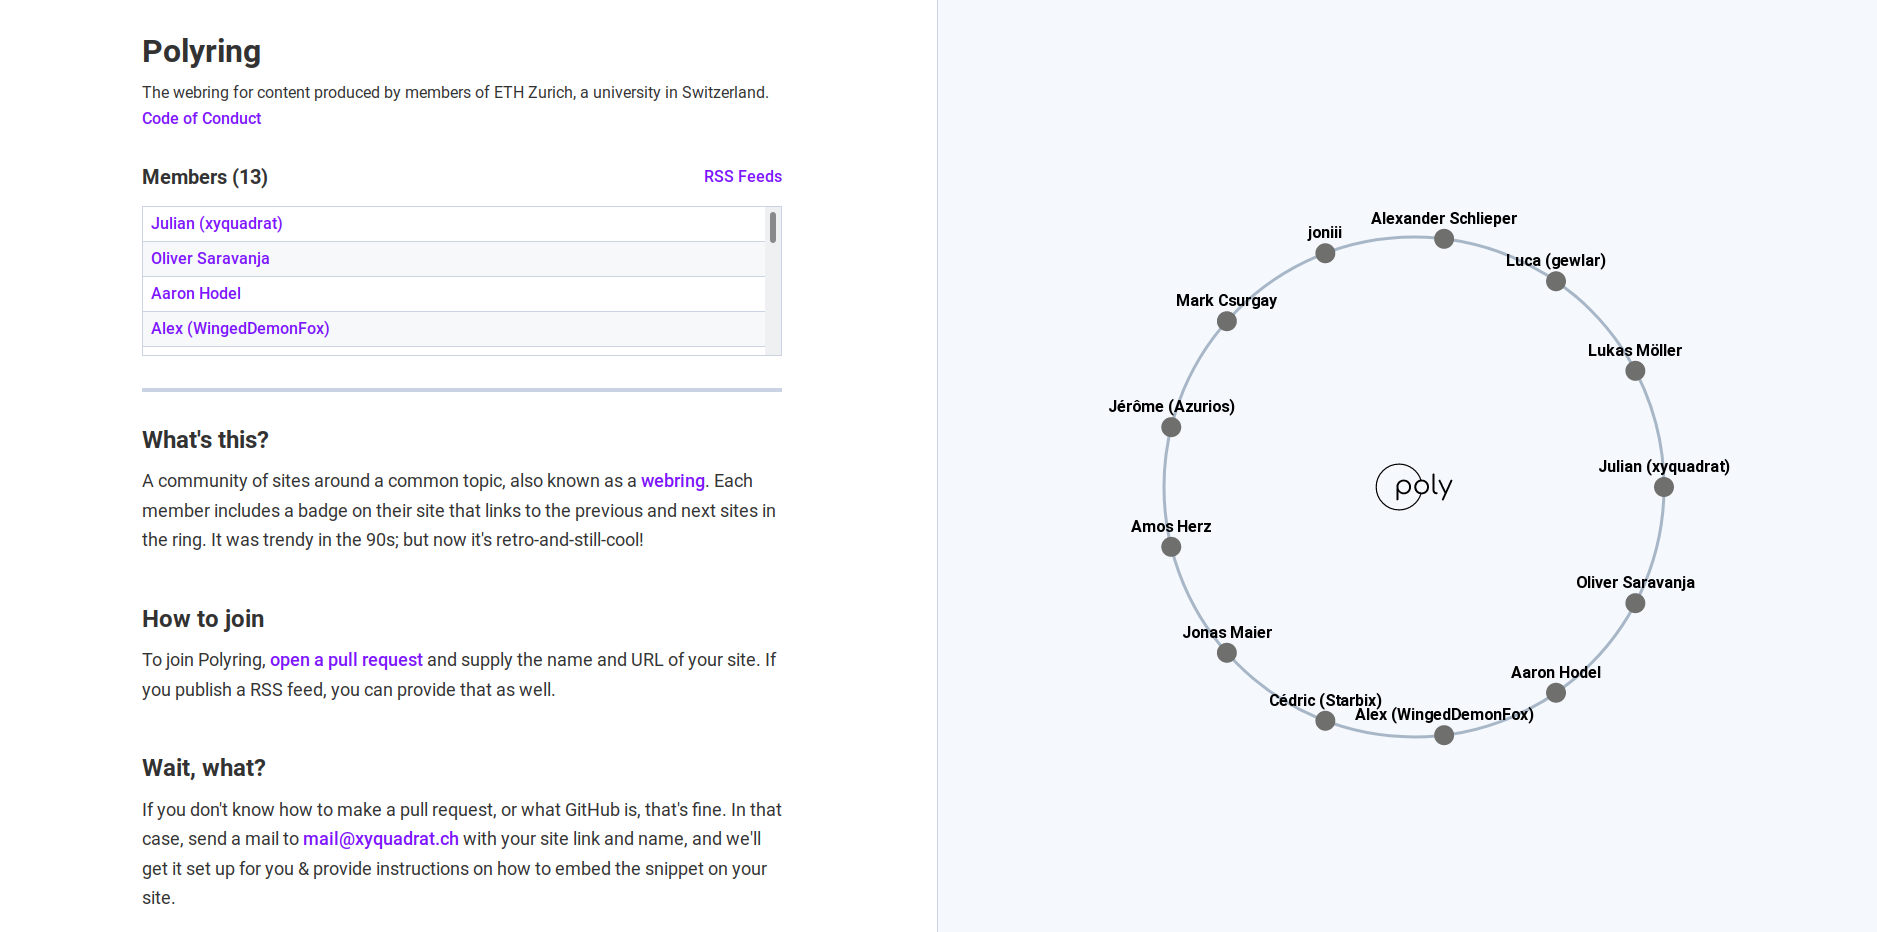 Polyring
The webring for content produced by members of ETH Zurich, a university in Switzerland.
Code of Conduct
Members (13)
RSS Feeds
Julian (xyquadrat)
Oliver Saravanja
Aaron Hodel
Alex (WingedDemonFox)
What's this?
A community of sites around a common topic, also known as a webring. Each
member includes a badge on their site that links to the previous and next sites in
the ring. It was trendy in the 90s; but now it's retro-and-still-cool!
How to join
To join Polyring, open a pull request and supply the name and URL of your site. If
you publish a RSS feed, you can provide that as well.
Wait, what?
If you don't know how to make a pull request, or what GitHub is, that's fine. In that
case, send a mail to mail@xyquadrat.ch with your site link and name, and we'll
get it set up for you & provide instructions on how to embed the snippet on your
site.
Alexander Schlieper
joniii
Luca (gewlar)
Mark Csurgay
Lukas Möller
Jérôme (Azurios)
Julian (xyquadrat)
poly
Amos Herz
Oliver Saravanja
Jonas Maier
Aaron Hodel
Cédric (Starbix)
Alex (WingedDemonFox)